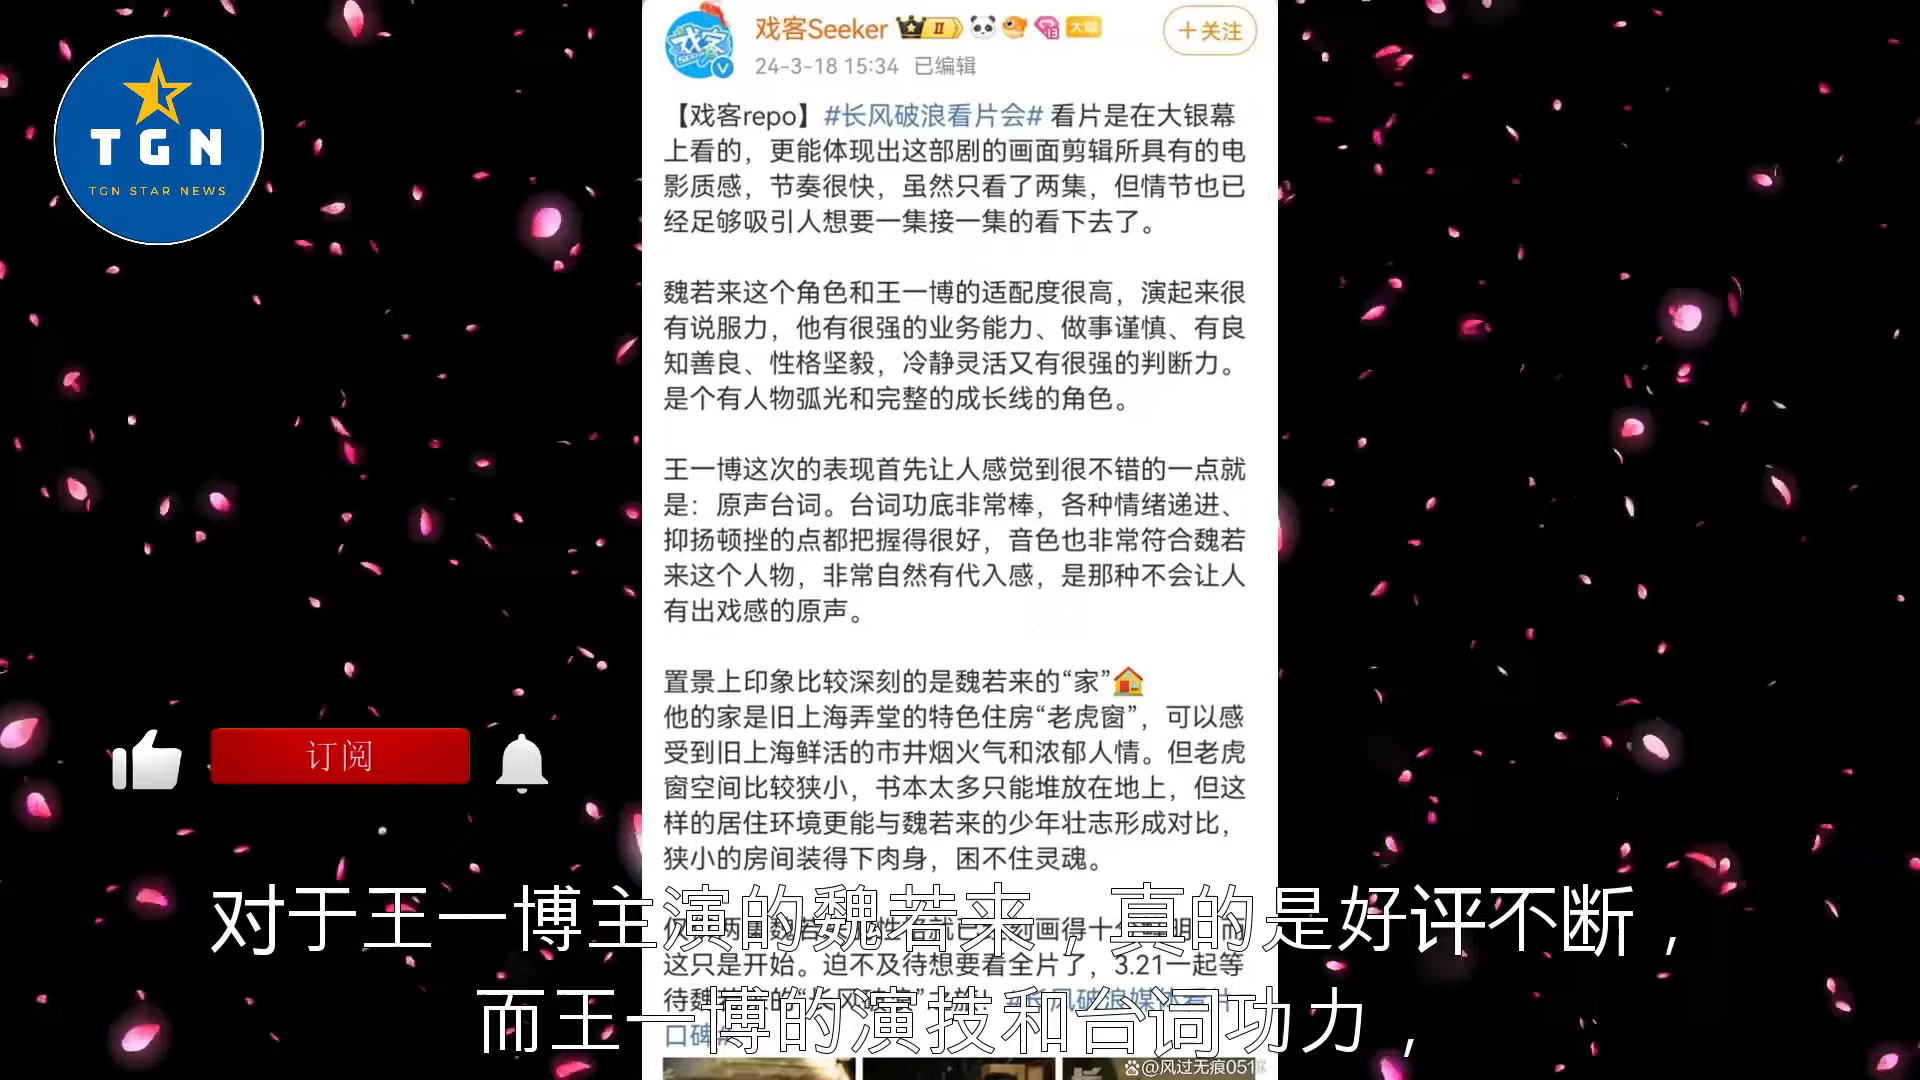 TGN
TGN STAR NEWS
戏客Seeker
II
大咖
+关注
24-3-18 15:34 已编辑
【戏客repo】#长风破浪看片会# 看片是在大银幕
上看的，更能体现出这部剧的画面剪辑所具有的电
影质感，节奏很快，虽然只看了两集，但情节也已
经足够吸引人想要一集接一集的看下去了。
魏若来这个角色和王一博的适配度很高，演起来很
有说服力，他有很强的业务能力、做事谨慎、有良
知善良、性格坚毅，冷静灵活又有很强的判断力。
是个有人物弧光和完整的成长线的角色。
王一博这次的表现首先让人感觉到很不错的一点就
是：原声台词。台词功底非常棒，各种情绪递进、
抑扬顿挫的点都把握得很好，音色也非常符合魏若
来这个人物，非常自然有代入感，是那种不会让人
有出戏感的原声。
置景上印象比较深刻的是魏若来的“家”🏠
他的家是旧上海弄堂的特色住房“老虎窗”，可以感
受到旧上海鲜活的市井烟火气和浓郁人情。但老虎
窗空间比较狭小，书本太多只能堆放在地上，但这
样的居住环境更能与魏若来的少年壮志形成对比，
狭小的房间装得下肉身，困不住灵魂。
这只是开始。迫不及待想要看全片了，3.21一起等
口碑#
订阅
对于王一博主演的魏若来，真的是好评不断，
而王一博的演技和台词功力，
@风过无痕051